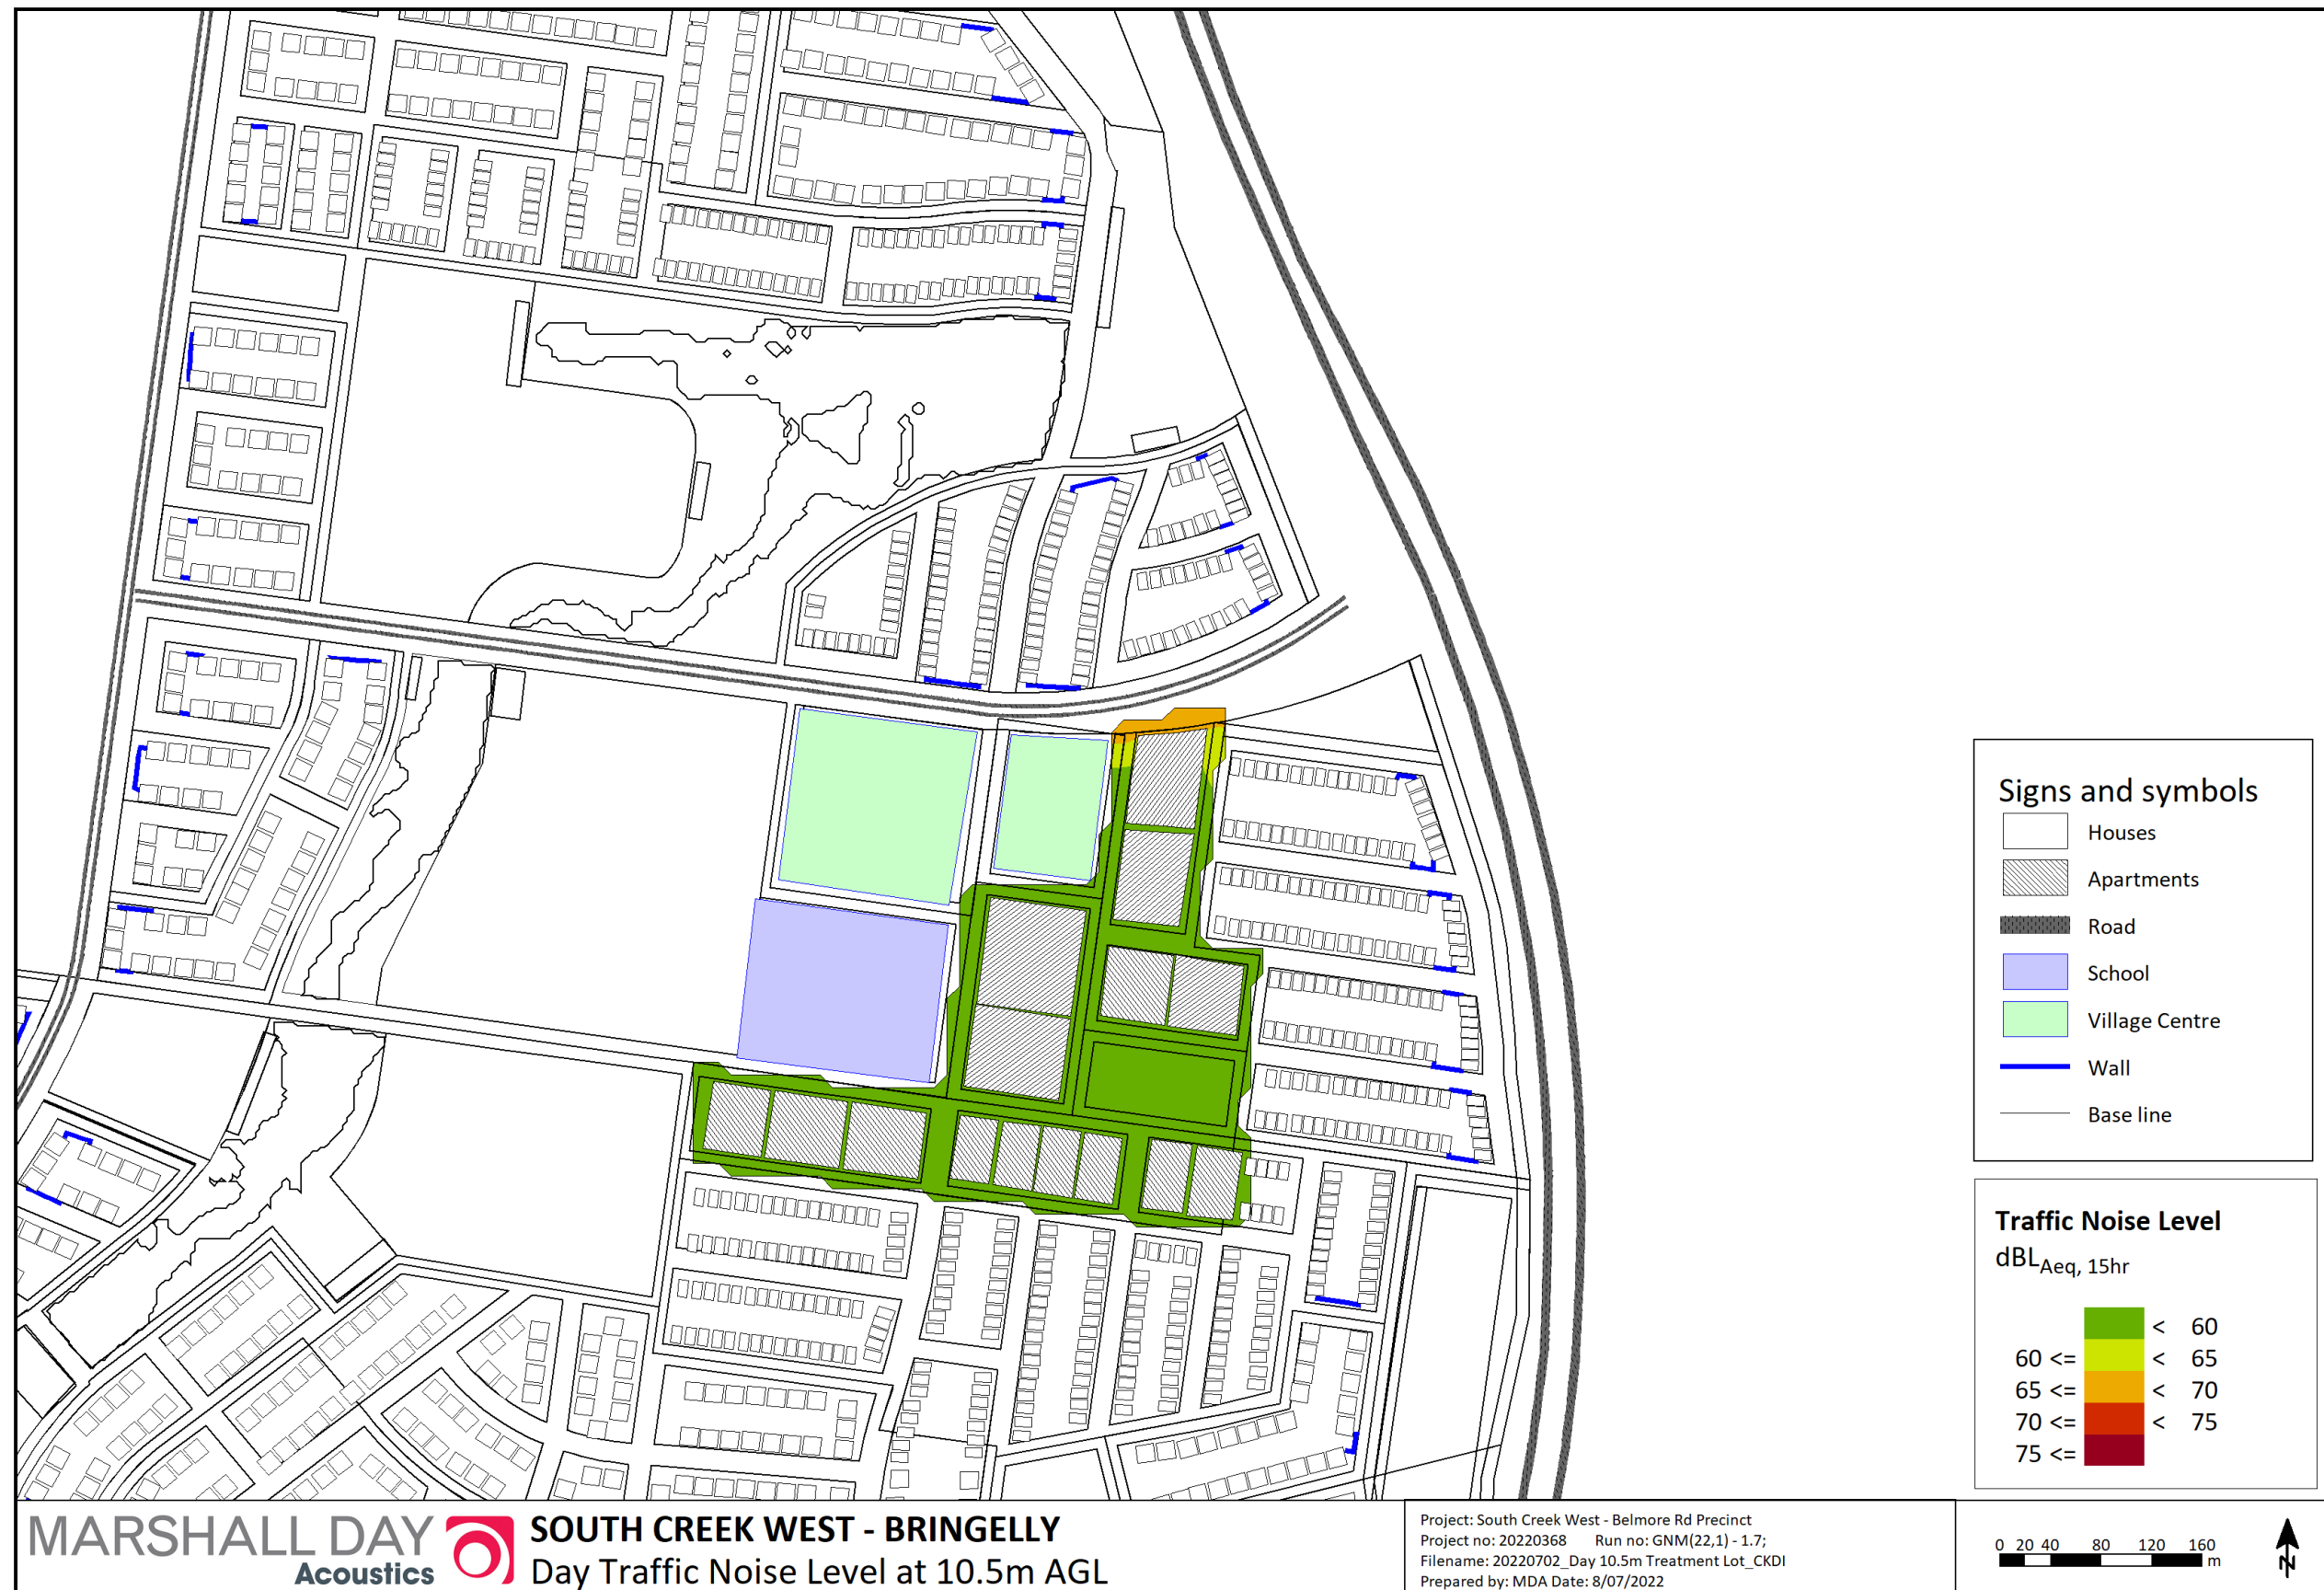 Signs and symbols
Houses
Apartments
Road
School
Village Centre
Wall
Base line
Traffic Noise Level
dBLAeq, 15hr
< 60
60 <= < 65
65 <= < 70
70 <= < 75
75 <=
MARSHALL DAY
Acoustics
SOUTH CREEK WEST - BRINGELLY
Day Traffic Noise Level at 10.5m AGL
Project: South Creek West - Belmore Rd Precinct
Project no: 20220368 Run no: GNM(22,1) - 1.7;
Filename: 20220702_Day 10.5m Treatment Lot_CKDI
Prepared by: MDA Date: 8/07/2022
0 20 40 80 120 160
m
N